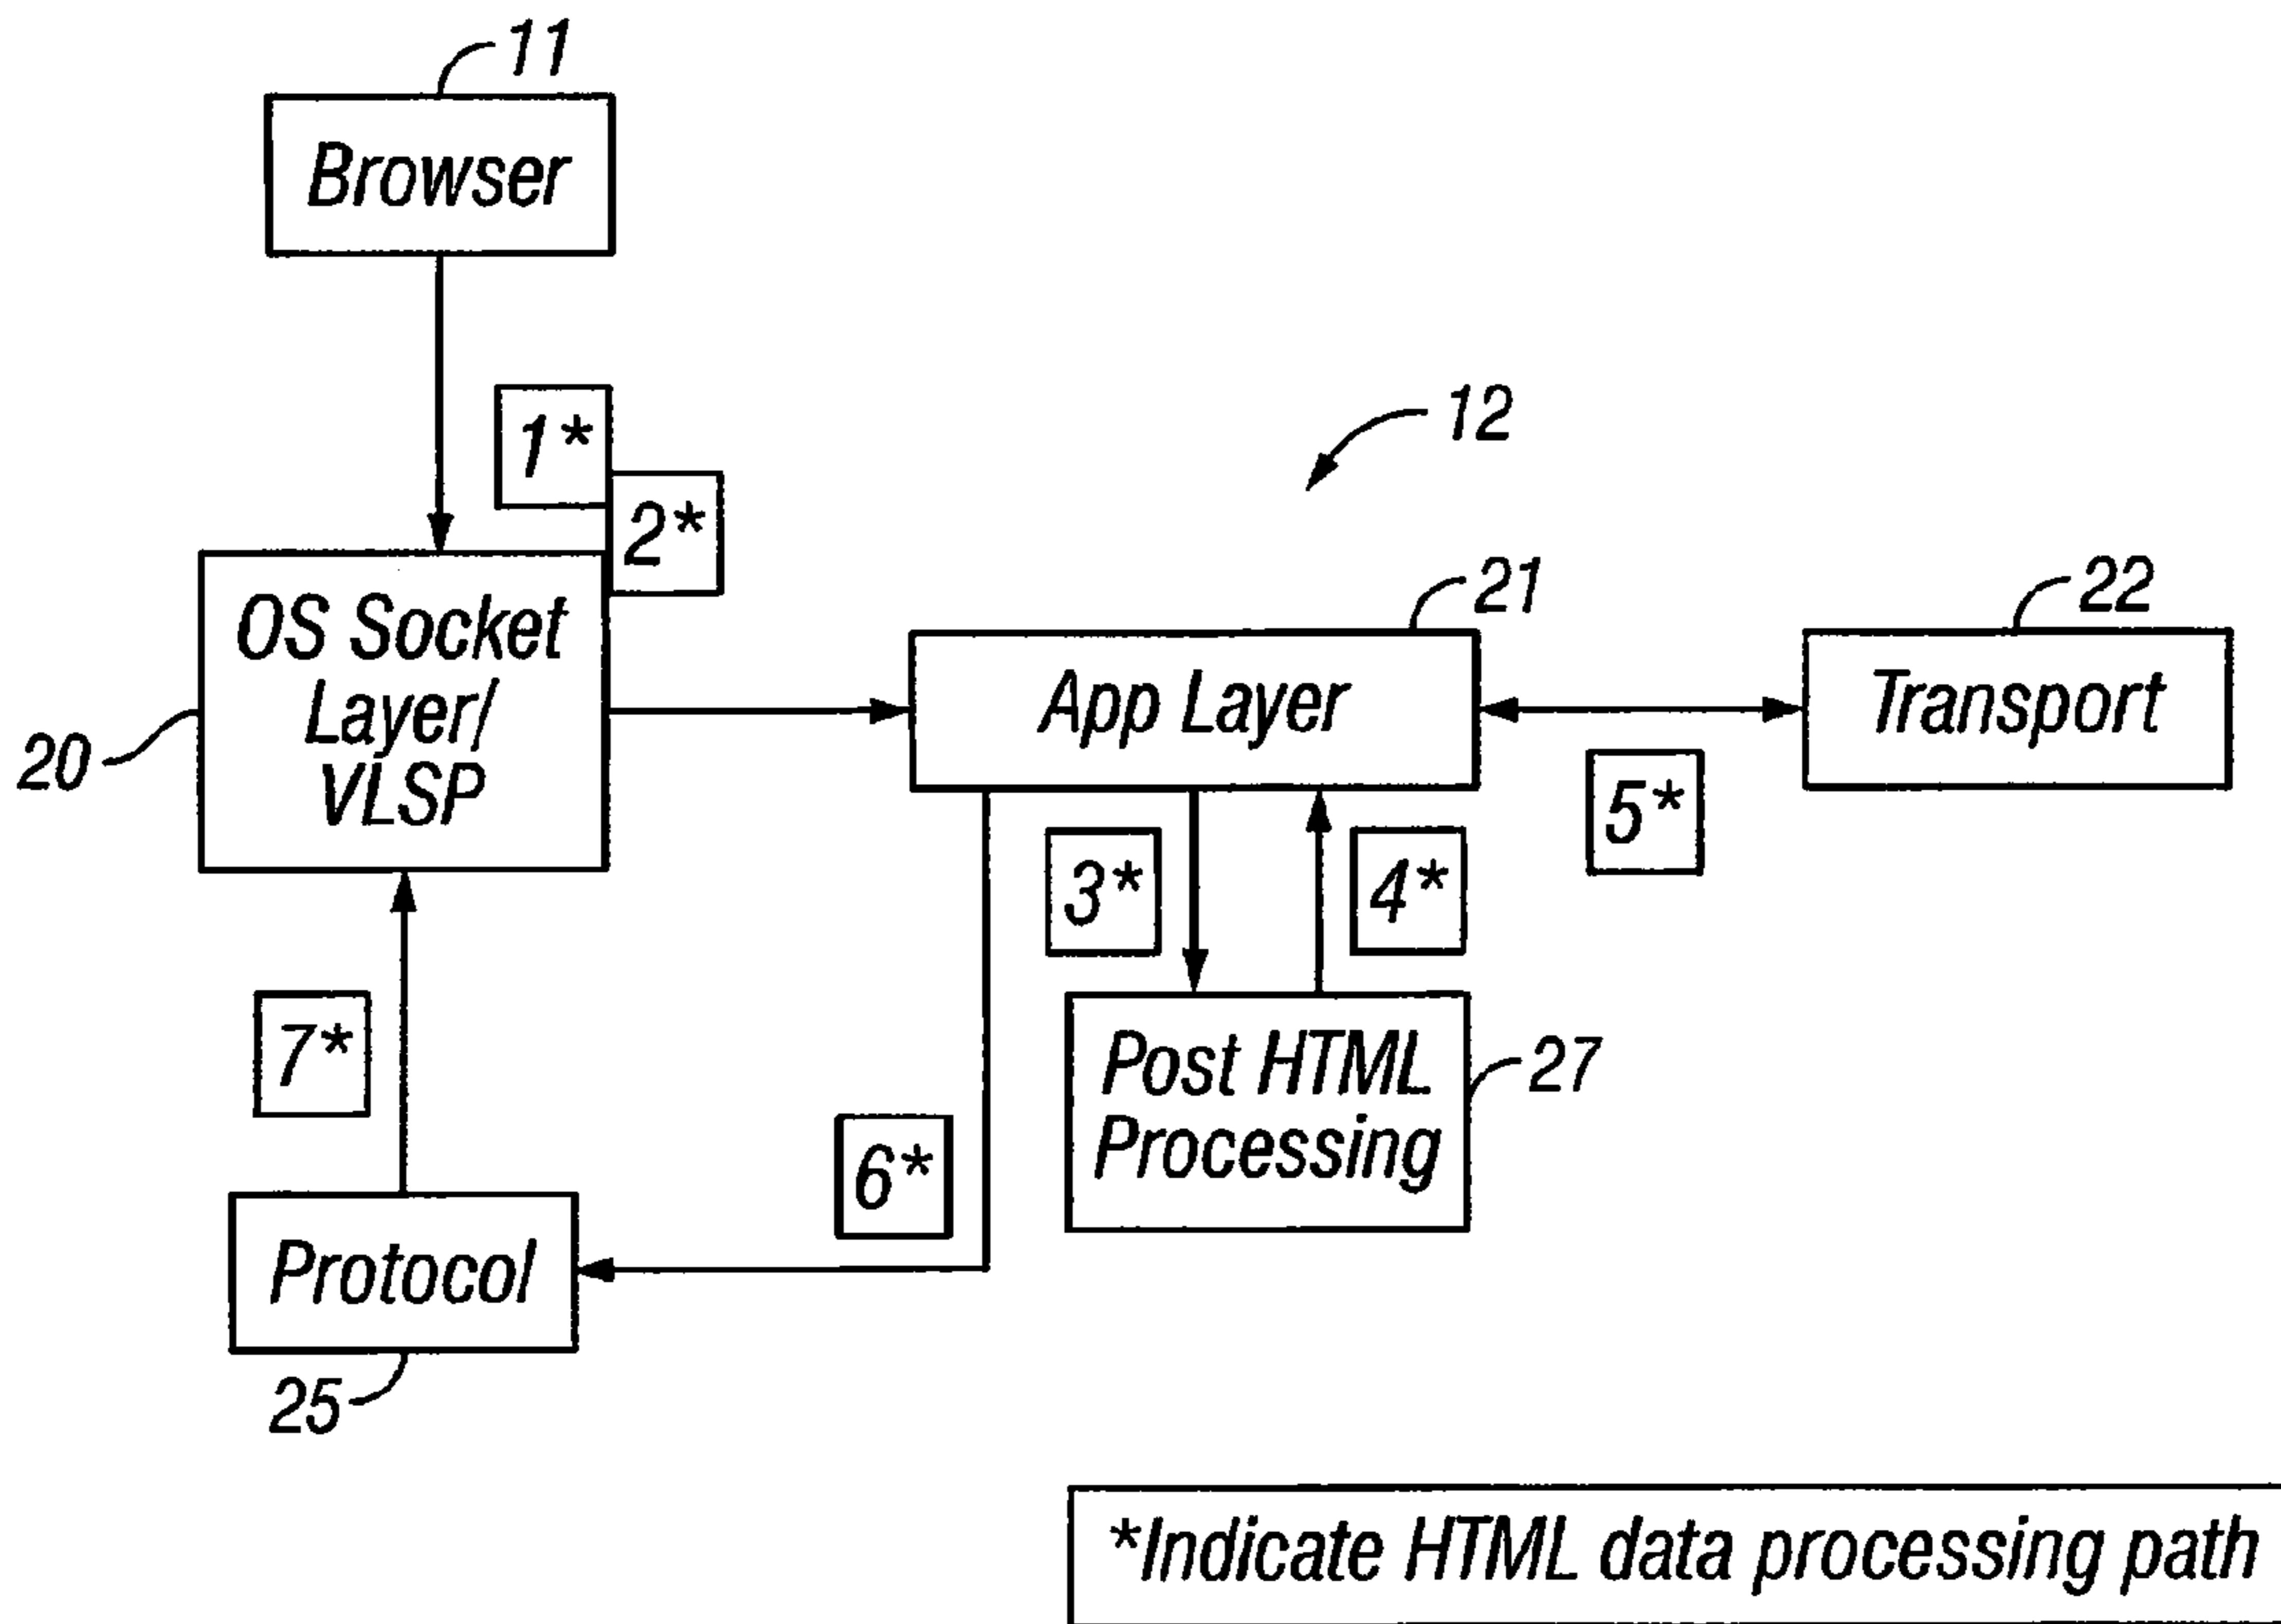 11
Browser
12
1*
2*
OS Socket
Layer/
VLSP
20
21
App Layer
22
Transport
5*
3*
4*
7*
Post HTML
Processing
27
6*
Protocol
25
*Indicate HTML data processing path